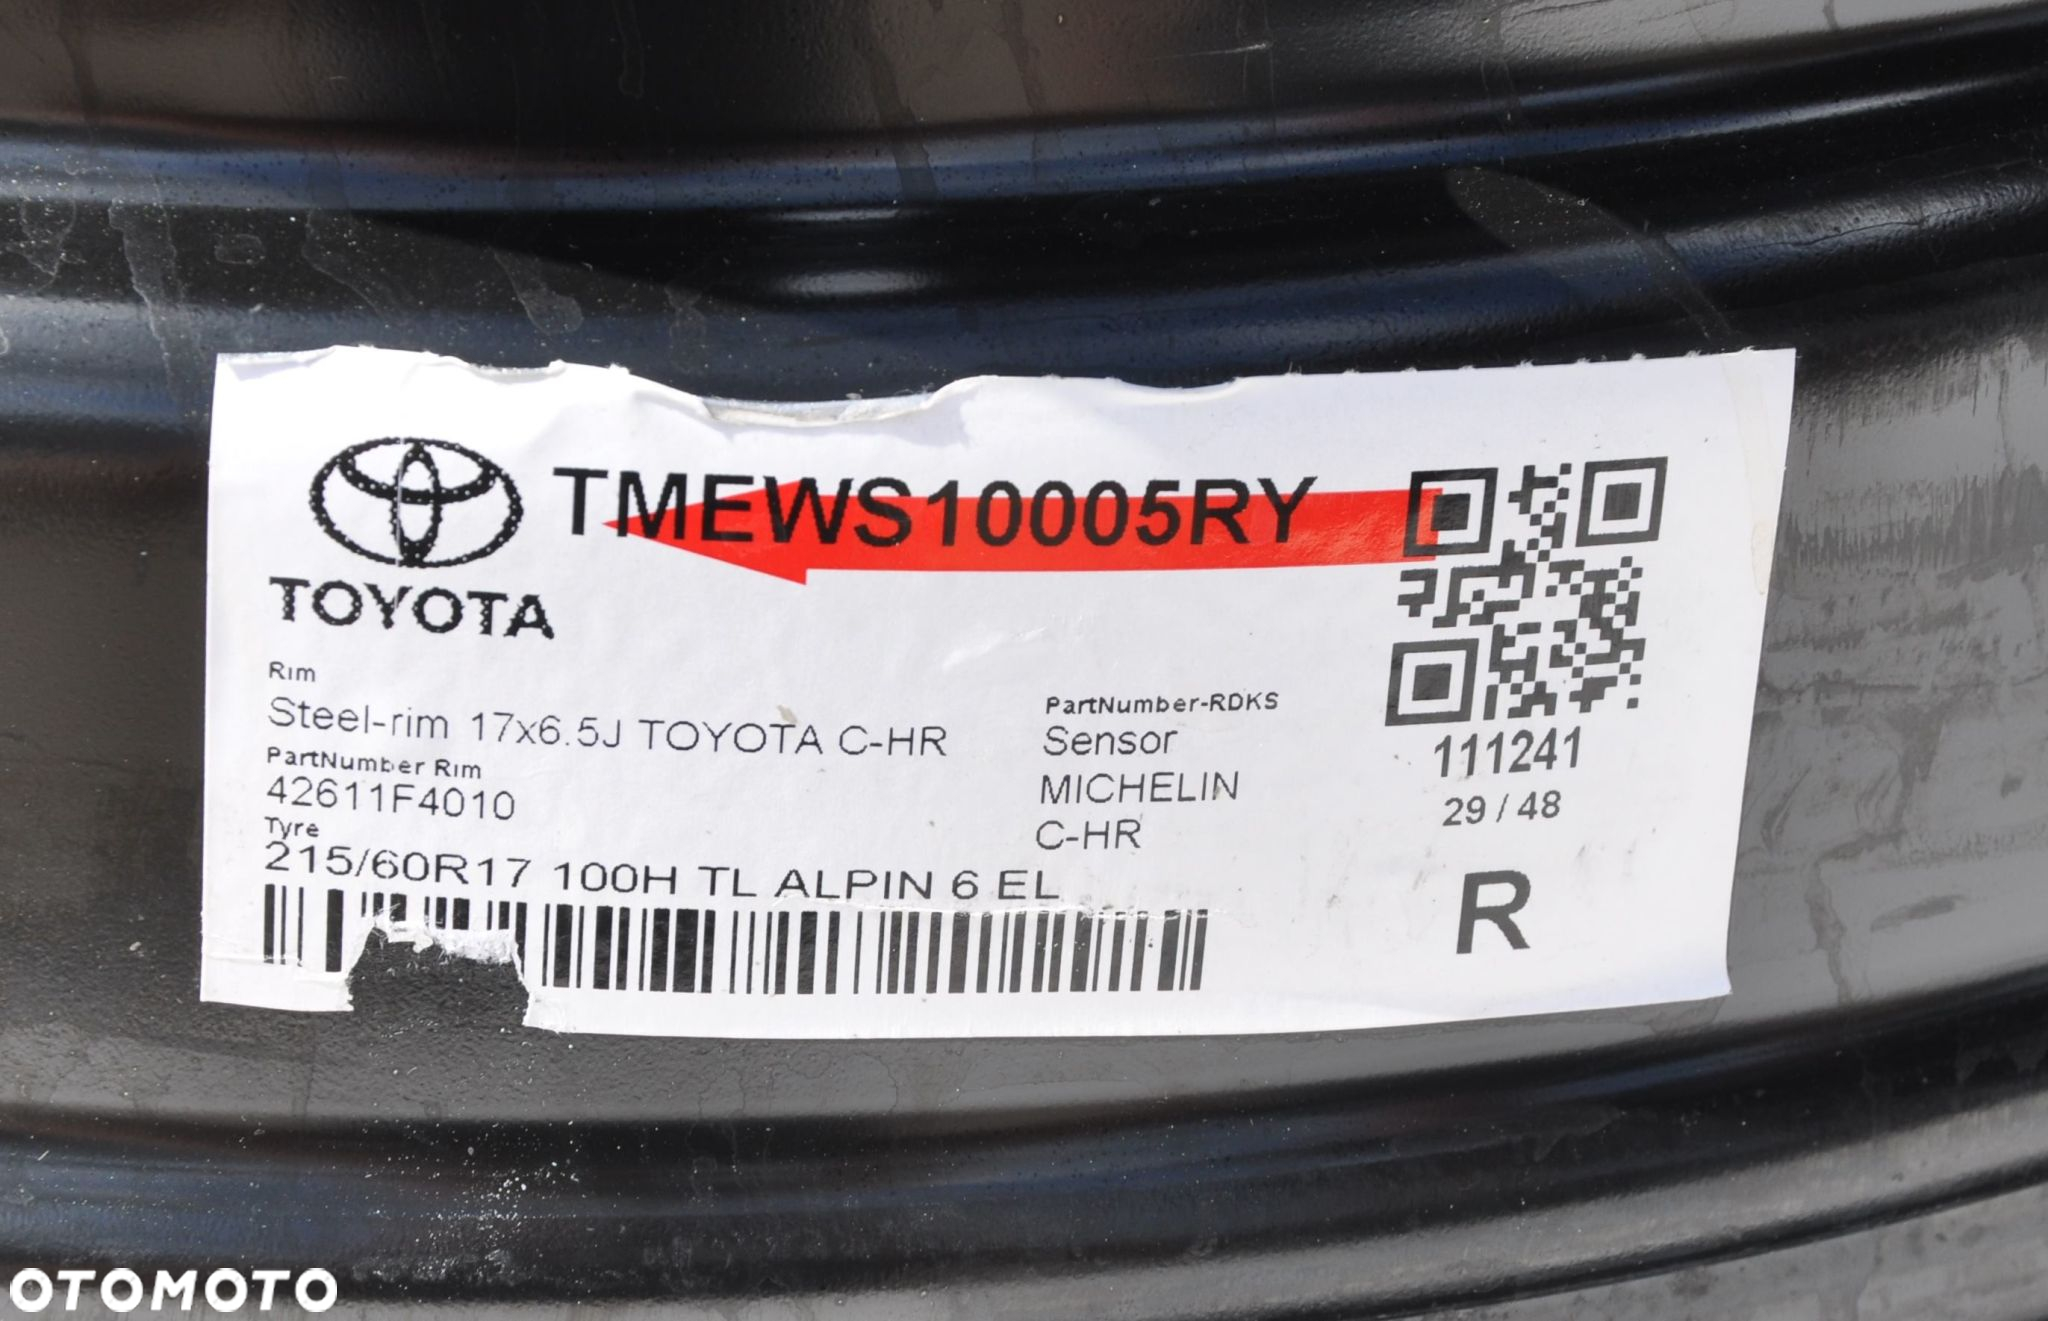 TMEWS10005RY
TOYOTA
Rim
Steel-rim 17x6.5J TOYOTA C-HR
PartNumber Rim
42611F4010
Tyre
215/60R17 100H TL ALPIN 6 EL
PartNumber-RDKS
Sensor
MICHELIN
C-HR
111241
29 / 48
R
OTOMOTO